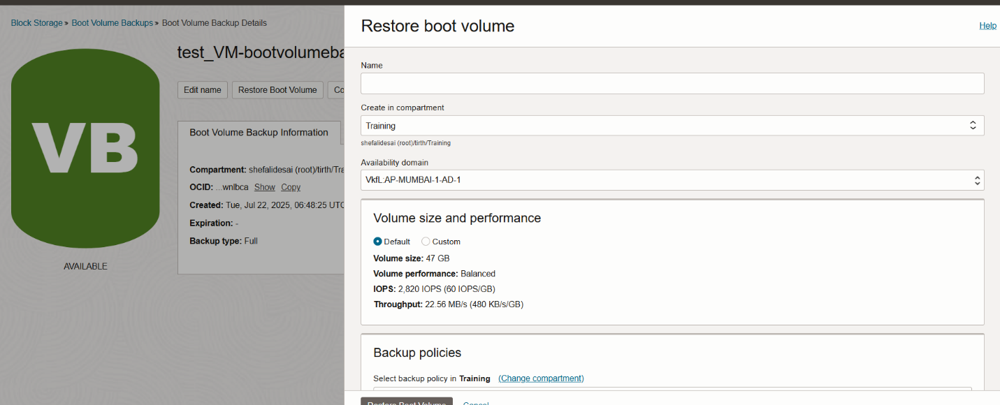 Block Storage » Boot Volume Backups » Boot Volume Backup Details
VB
AVAILABLE
test_VM-bootvolumeba
Edit name
Restore Boot Volume
Co
Boot Volume Backup Information
Compartment: shefalidesai (root)/tirth/Tra
OCID: ...wnlbca Show Copy
Created: Tue, Jul 22, 2025, 06:48:25 UTC
Expiration: -
Backup type: Full
Restore boot volume
Help
Name
Create in compartment
Training
shefalidesai (root)/tirth/Training
Availability domain
VkfL:AP-MUMBAI-1-AD-1
Volume size and performance
Default Custom
Volume size: 47 GB
Volume performance: Balanced
IOPS: 2,820 IOPS (60 IOPS/GB)
Throughput: 22.56 MB/s (480 KB/s/GB)
Backup policies
Select backup policy in Training (Change compartment)
Restore Boot Volume Cancel